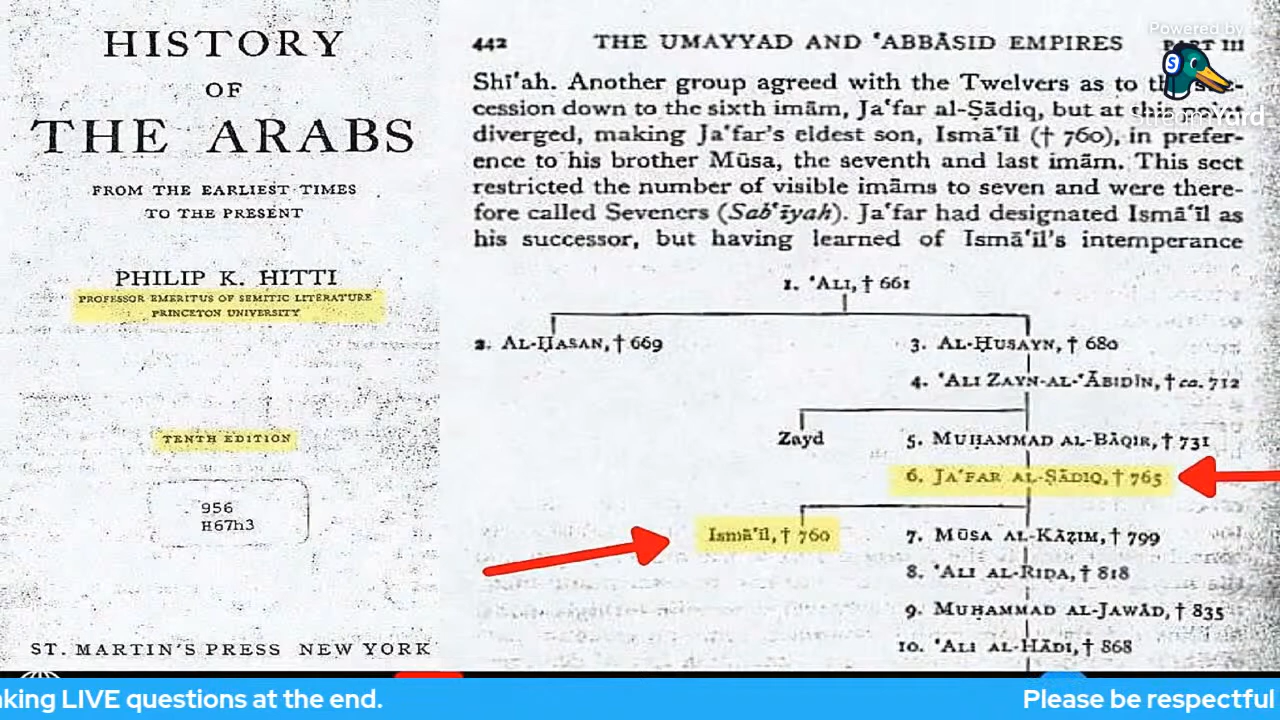 HISTORY
OF
THE ARABS
FROM THE EARLIEST TIMES
TO THE PRESENT
PHILIP K. HITTI
PROFESSOR EMERITUS OF SEMITIC LITERATURE
PRINCETON UNIVERSITY
TENTH EDITION
956
H67h3
ST. MARTIN'S PRESS NEW YORK
442 THE UMAYYAD AND ʿABBĀSID EMPIRES PART III
Shīʿah. Another group agreed with the Twelvers as to the suc-
cession down to the sixth imām, Jaʿfar al-Ṣādiq, but at this point
diverged, making Jaʿfar's eldest son, Ismāʿīl († 760), in prefer-
ence to his brother Mūsa, the seventh and last imām. This sect
restricted the number of visible imāms to seven and were there-
fore called Seveners (Sabʿīyah). Jaʿfar had designated Ismāʿīl as
his successor, but having learned of Ismāʿīl's intemperance
1. ʿALI, † 661
2. AL-ḤASAN, † 669
3. AL-ḤUSAYN, † 680
4. ʿALI ZAYN-AL-ʿĀBIDĪN, † ca. 712
Zayd
5. MUḤAMMAD AL-BĀQIR, † 731
6. JAʿFAR AL-ṢĀDIQ, † 765
Ismāʿīl, † 760
7. MŪSA AL-KĀẒIM, † 799
8. ʿALI AL-RIḌA, † 818
9. MUḤAMMAD AL-JAWĀD, † 835
10. ʿALI AL-HĀDI, † 868
Powered by
StreamYard
aking LIVE questions at the end.
Please be respectful